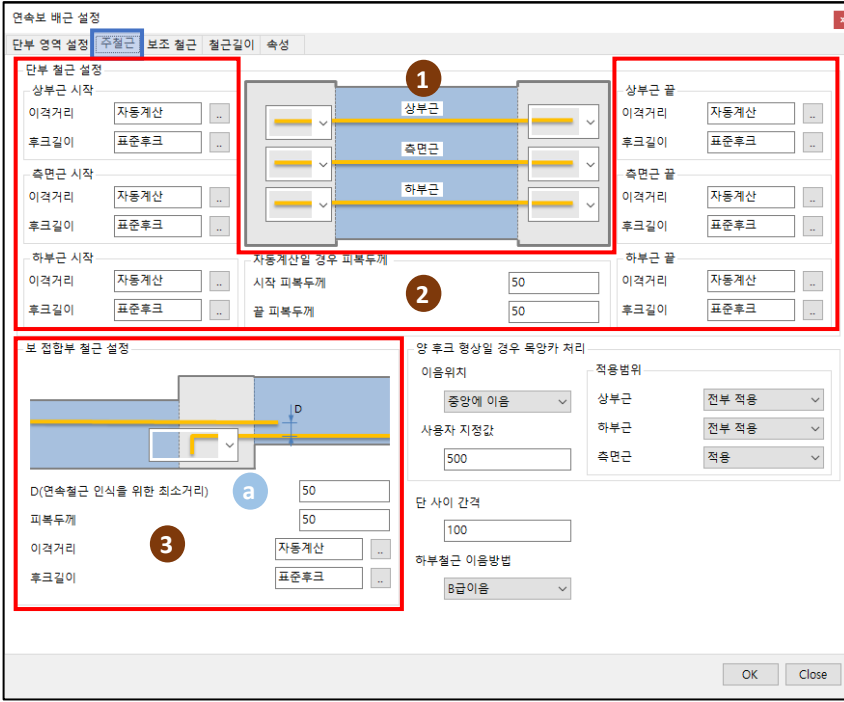 연속보 배근 설정
x
단부 영역 설정 주철근 보조 철근 철근길이 속성
단부 철근 설정
상부근 시작
이격거리 자동계산 ..
후크길이 표준후크 ..
측면근 시작
이격거리 자동계산 ..
후크길이 표준후크 ..
하부근 시작
이격거리 자동계산 ..
후크길이 표준후크 ..
1
상부근
측면근
하부근
자동계산일 경우 피복두께
시작 피복두께 50
2
끝 피복두께 50
상부근 끝
이격거리 자동계산 ..
후크길이 표준후크 ..
측면근 끝
이격거리 자동계산 ..
후크길이 표준후크 ..
하부근 끝
이격거리 자동계산 ..
후크길이 표준후크 ..
보 접합부 철근 설정
D
D(연속철근 인식을 위한 최소거리) a 50
피복두께 50
이격거리 3 자동계산 ..
후크길이 표준후크 ..
양 후크 형상일 경우 목앙카 처리
이음위치
중앙에 이음
사용자 지정값
500
적용범위
상부근 전부 적용
하부근 전부 적용
측면근 적용
단 사이 간격
100
하부철근 이음방법
B급이음
OK Close